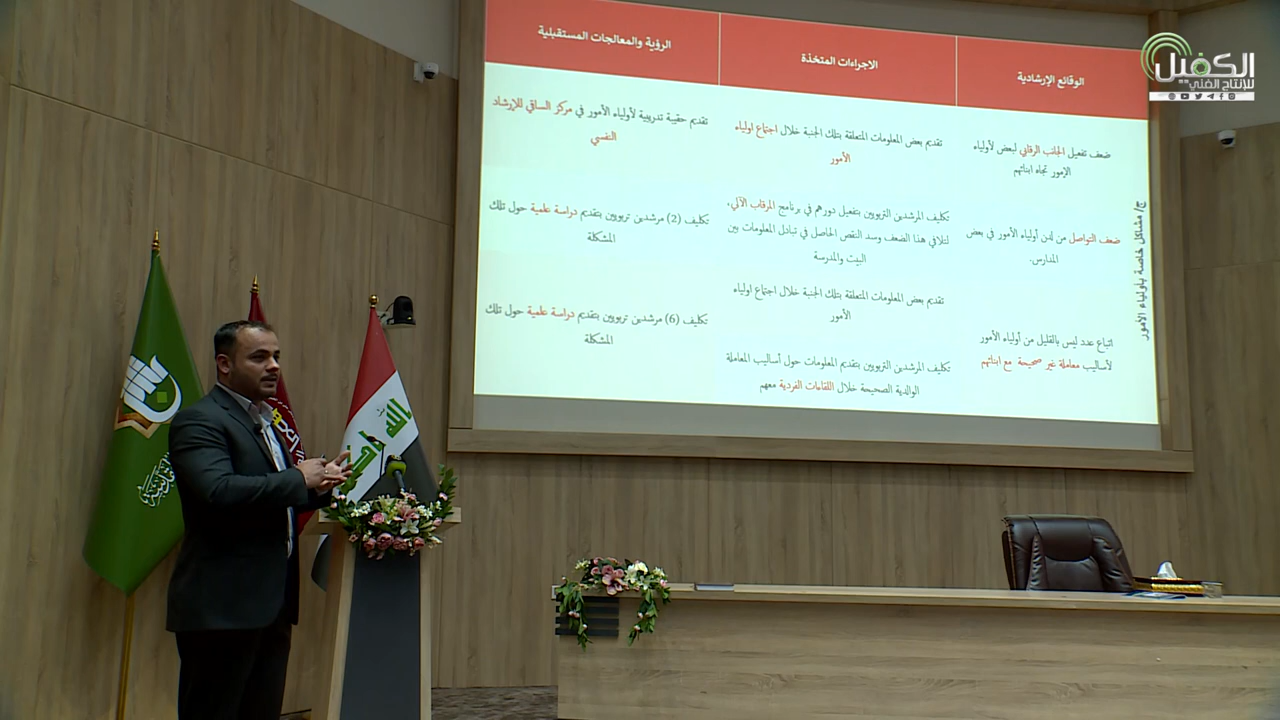 الكفيل
للإنتاج الفني
الوقائع الإرشادية
الاجراءات المتخذة
الرؤية والمعالجات المستقبلية
ج/ مشاكل خاصة بأولياء الأمور
ضعف تفعيل الجانب الرقابي لبعض لأولياء
الإمور تجاه ابنائهم
تقديم بعض المعلومات المتعلقة بتلك الجنبة خلال اجتماع اولياء
الأمور
تقديم حقيبة تدريبية لأولياء الأمور في مركز الساقي للإرشاد
النفسي
ضعف التواصل من لدن أولياء الأمور في بعض
المدارس.
تكليف المرشدين التربويين بتفعيل دورهم في برنامج المرقاب الآلي،
لتلافي هذا الضعف وسد النقص الحاصل في تبادل المعلومات بين
البيت والمدرسة
تكليف (2) مرشدين تربويين بتقديم دراسة علمية حول تلك
المشكلة
اتباع عدد ليس بالقليل من أولياء الأمور
لأساليب معاملة غير صحيحة مع ابنائهم
تقديم بعض المعلومات المتعلقة بتلك الجنبة خلال اجتماع اولياء
الأمور
تكليف المرشدين التربويين بتقديم المعلومات حول أساليب المعاملة
الوالدية الصحيحة خلال اللقاءات الفردية معهم
تكليف (6) مرشدين تربويين بتقديم دراسة علمية حول تلك
المشكلة
الله